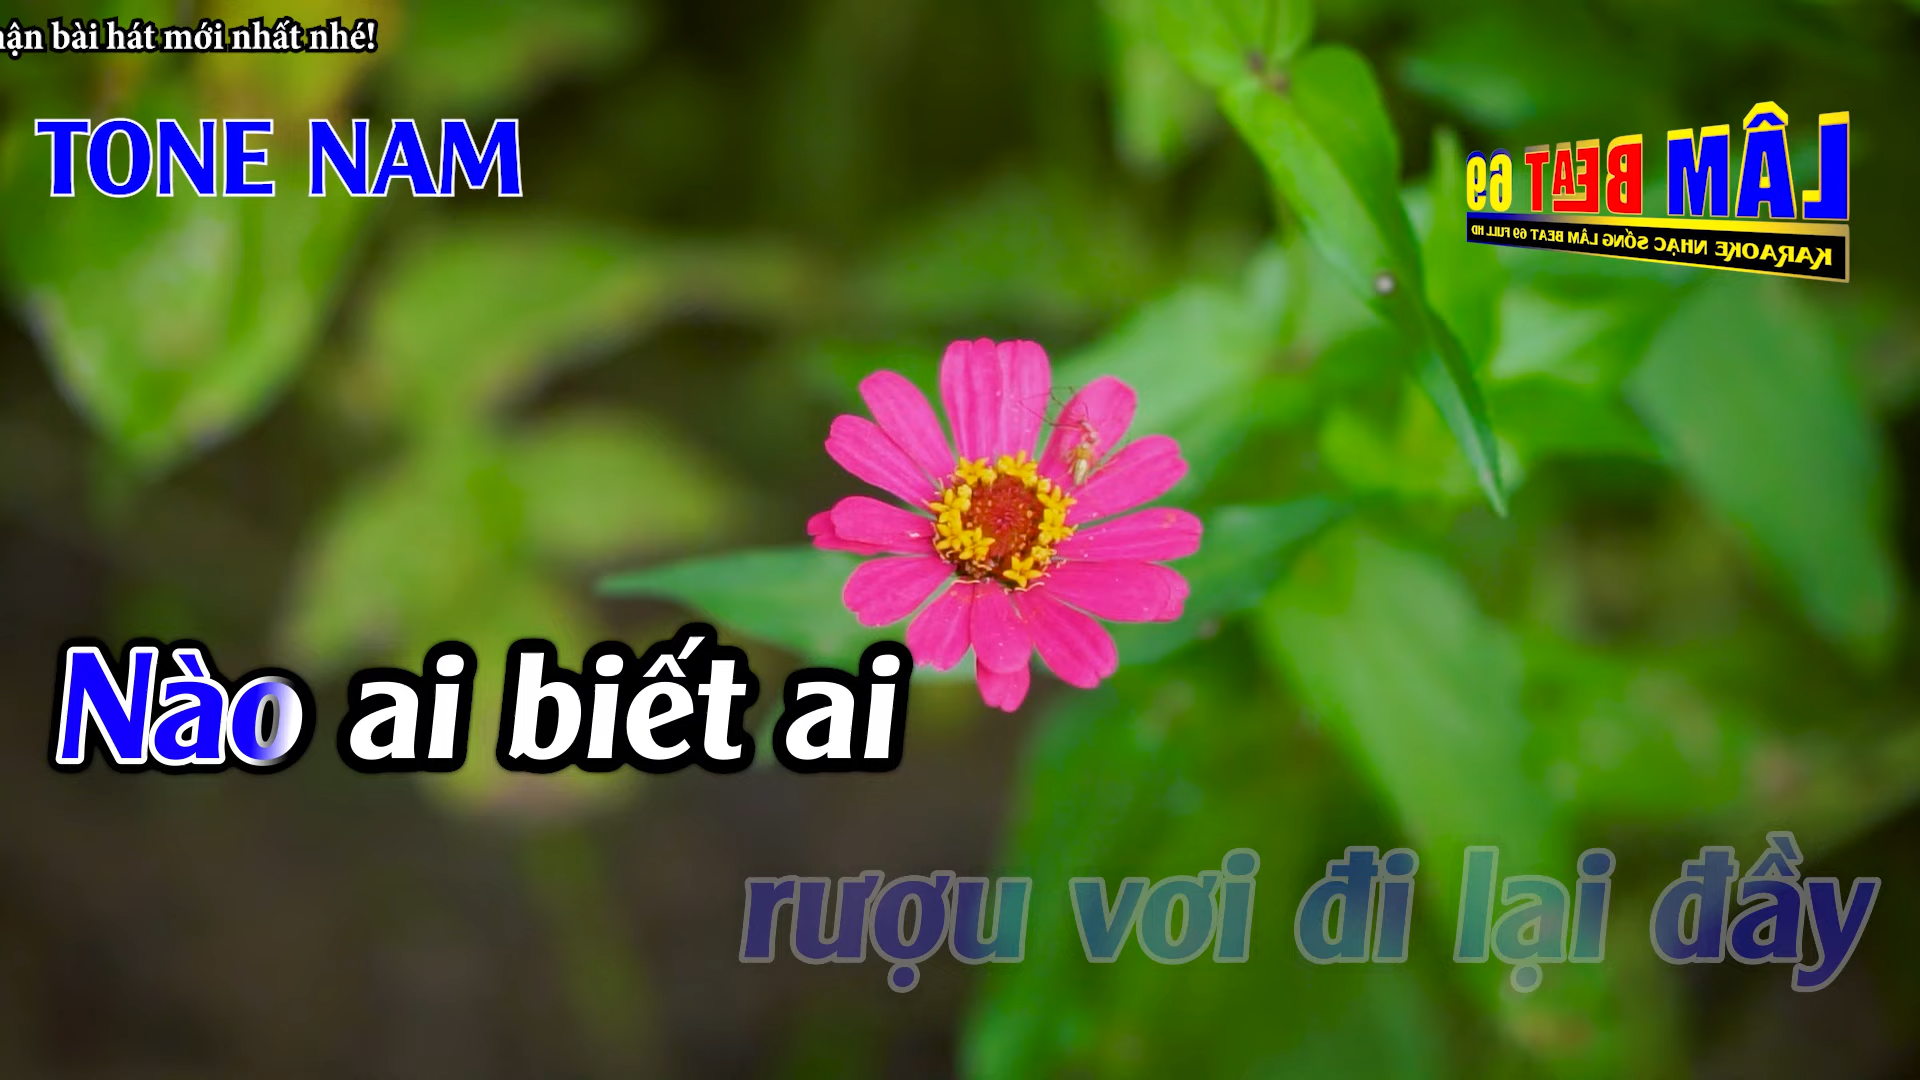 hận bài hát mới nhất nhé!
TONE NAM
LÂM BEAT 69
KARAOKE NHẠC SỐNG LÂM BEAT 69 FULL HD
Nào ai biết ai
rượu vơi đi lại đầy